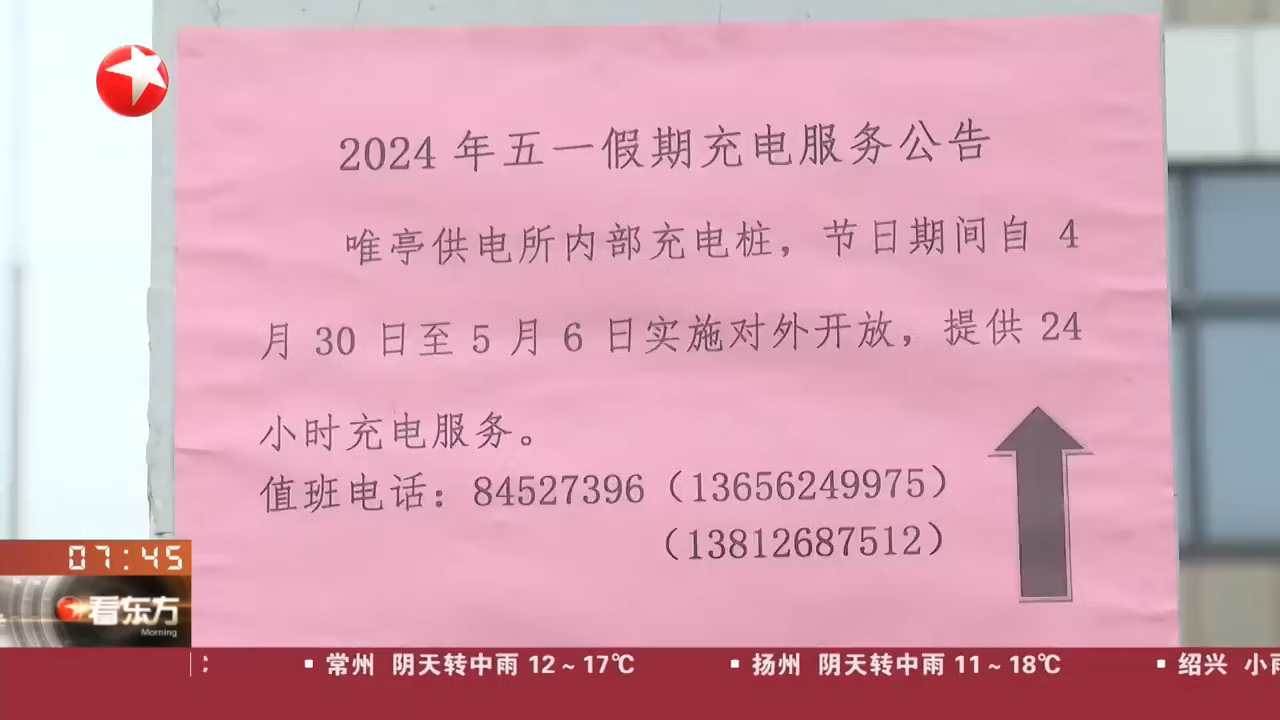 2024 年五一假期充电服务公告
唯亭供电所内部充电桩，节日期间自 4
月 30 日至 5 月 6 日实施对外开放，提供 24
小时充电服务。
值班电话：84527396（13656249975）
（13812687512）
07:45
看东方
Morning
常州 阴天转中雨 12～17℃ 扬州 阴天转中雨 11～18℃ 绍兴 小雨